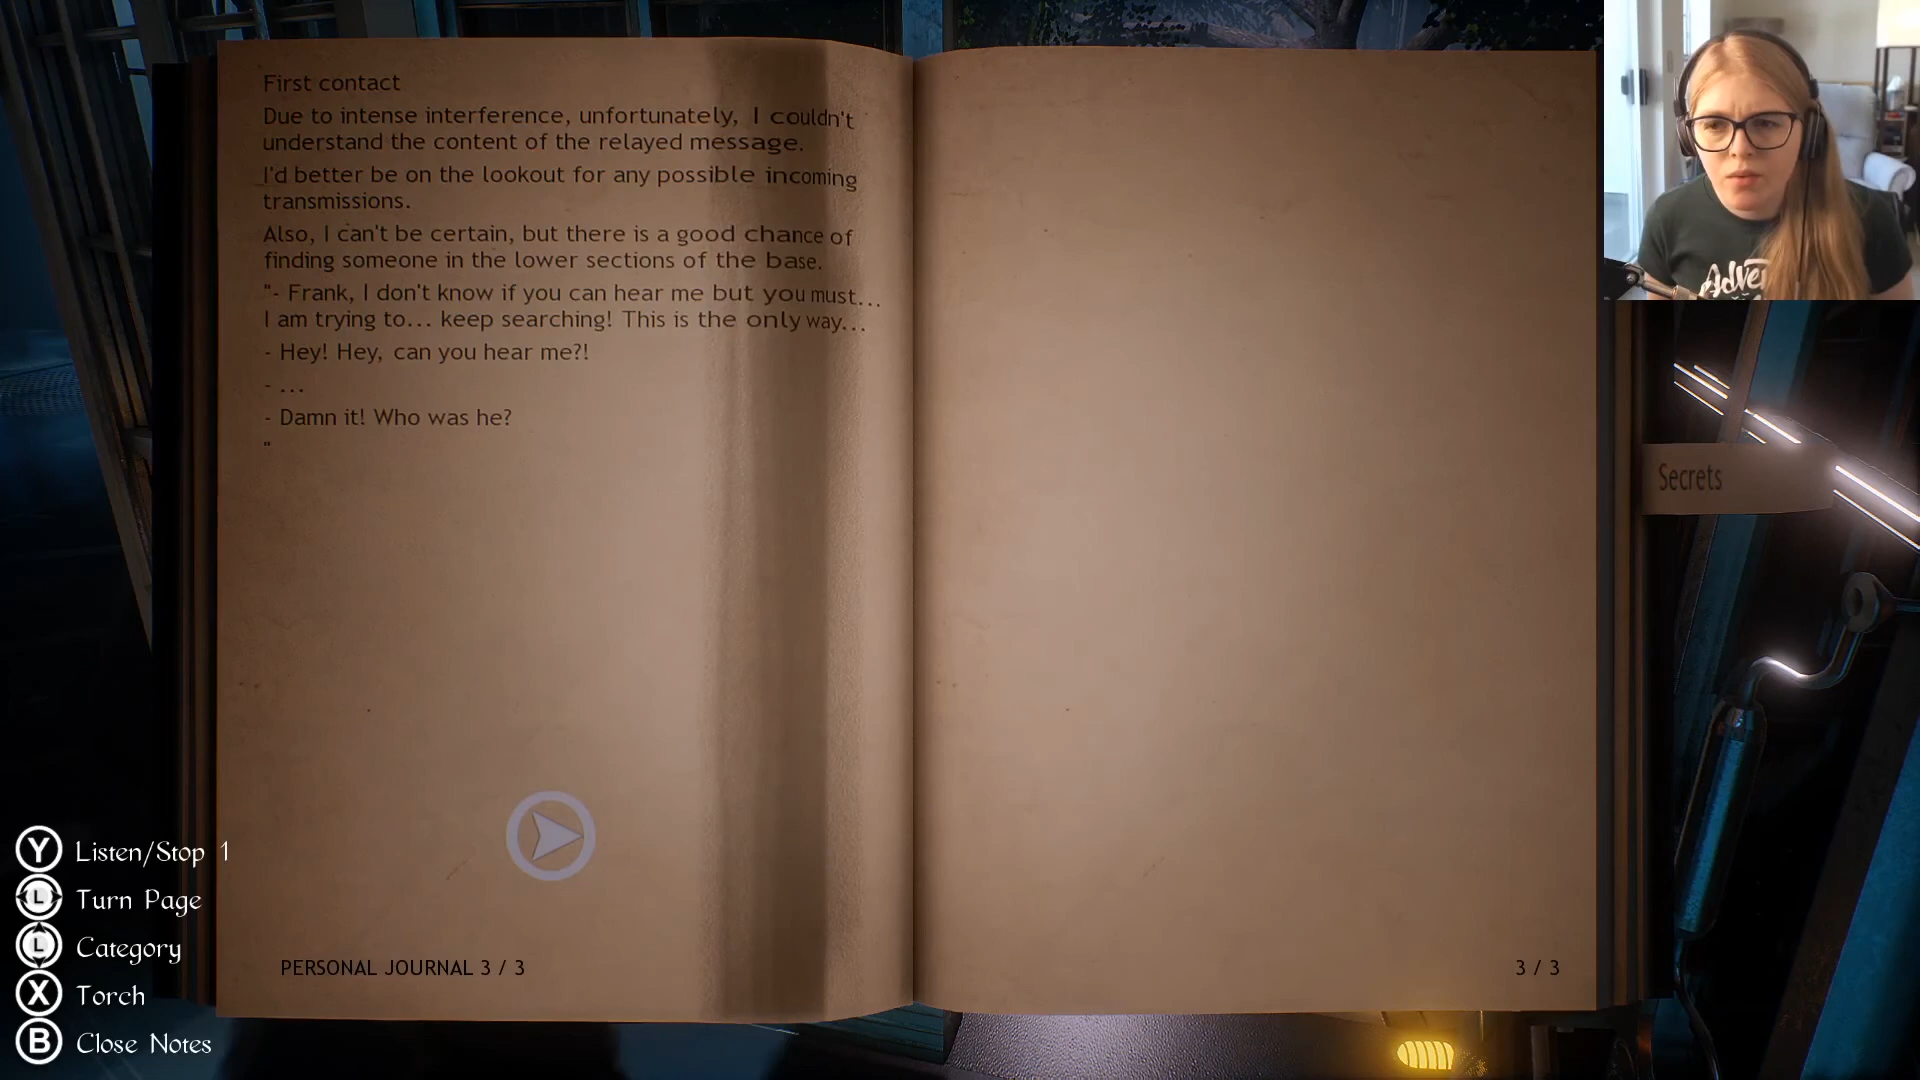 First contact
Due to intense interference, unfortunately, I couldn't
understand the content of the relayed message.
I'd better be on the lookout for any possible incoming
transmissions.
Also, I can't be certain, but there is a good chance of
finding someone in the lower sections of the base.
"- Frank, I don't know if you can hear me but you must...
I am trying to... keep searching! This is the only way...
- Hey! Hey, can you hear me?!
- ...
- Damn it! Who was he?
"
Secrets
Y Listen/Stop 1
L Turn Page
L Category
X Torch
B Close Notes
PERSONAL JOURNAL 3 / 3
3 / 3